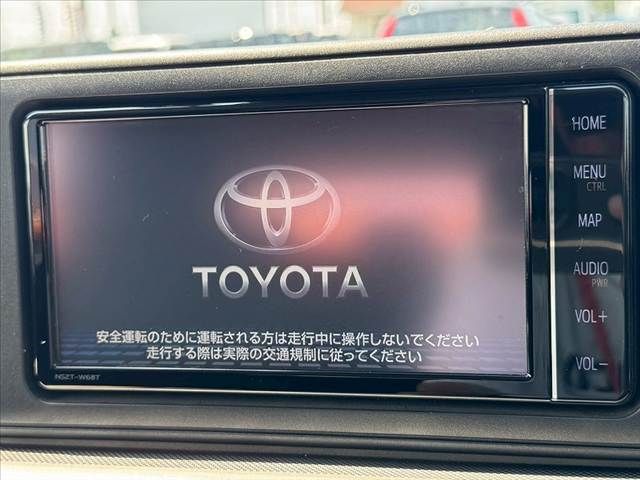 TOYOTA
安全運転のために運転される方は走行中に操作しないでください
走行する際は実際の交通規制に従ってください
NSZT-W68T
HOME
MENU
CTRL
MAP
AUDIO
PWR
VOL+
VOL-